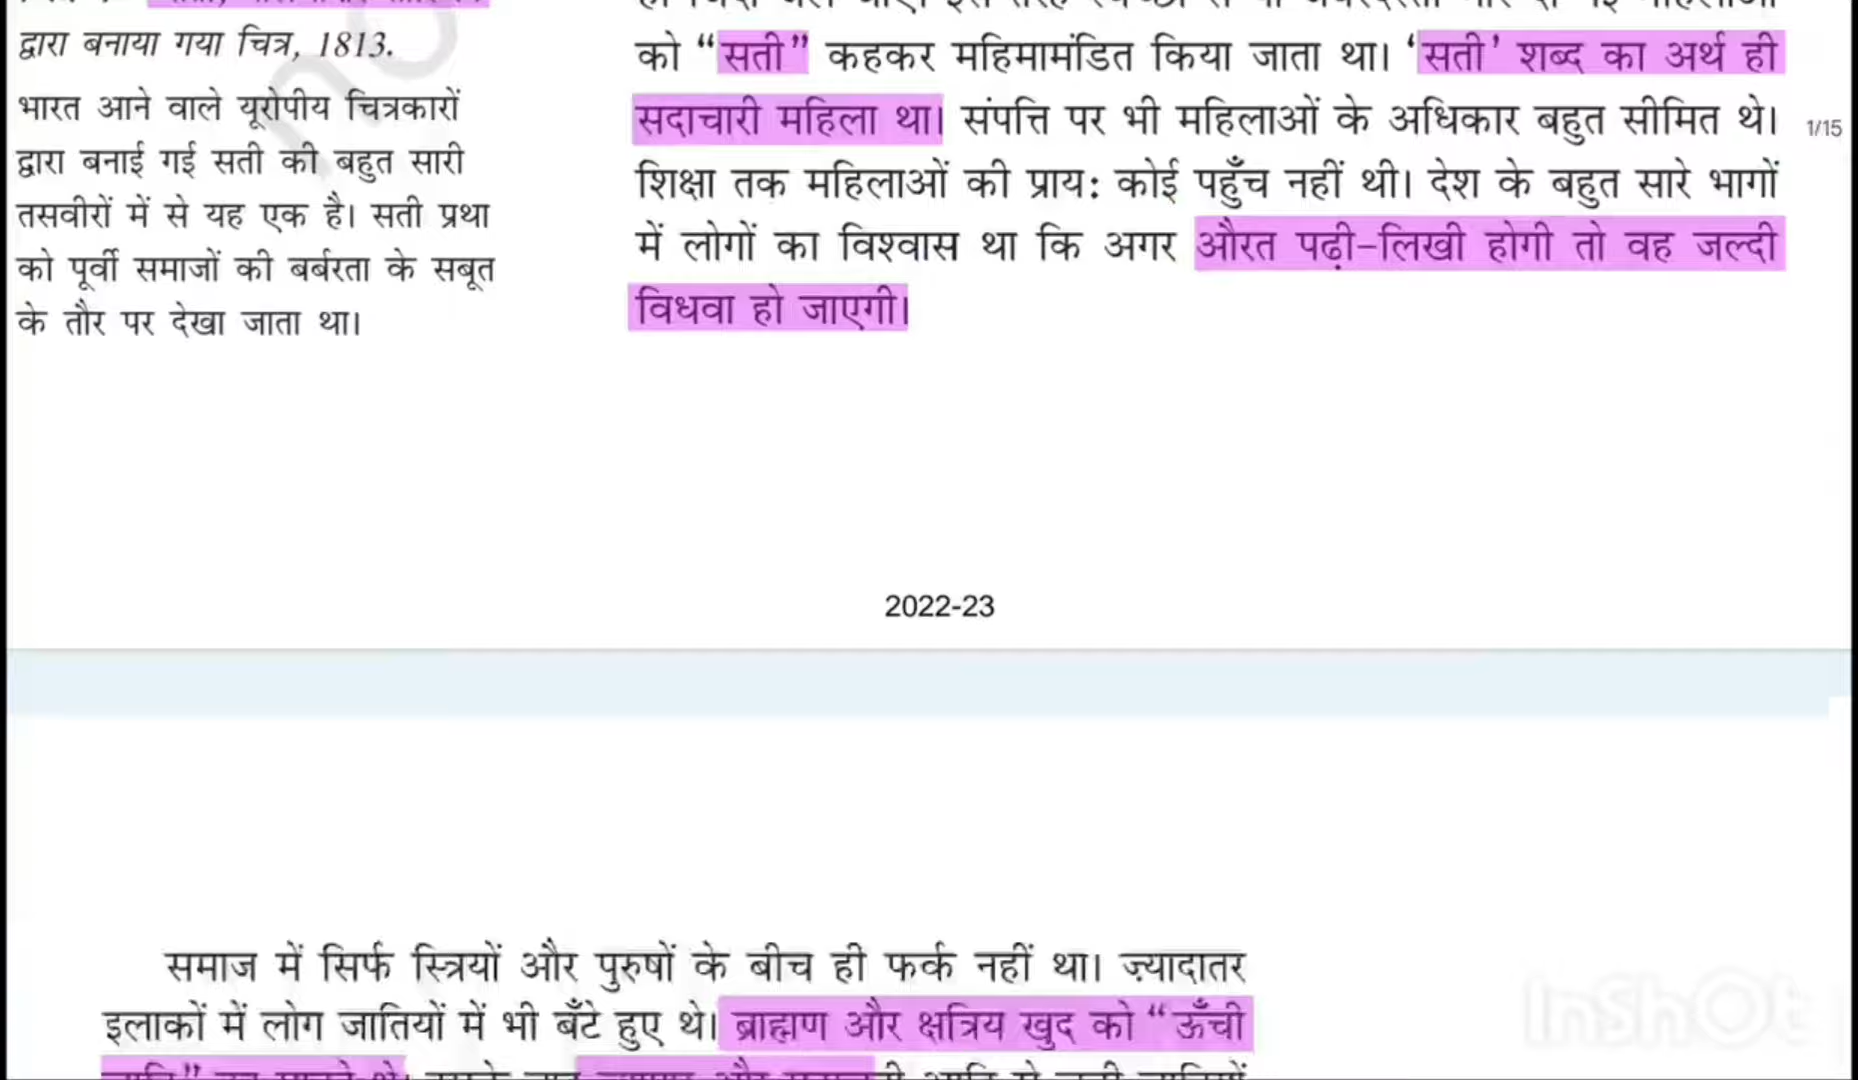 द्वारा बनाया गया चित्र, 1813.
भारत आने वाले यूरोपीय चित्रकारों
द्वारा बनाई गई सती की बहुत सारी
तसवीरों में से यह एक है। सती प्रथा
को पूर्वी समाजों की बर्बरता के सबूत
के तौर पर देखा जाता था।
को “सती” कहकर महिमामंडित किया जाता था। ‘सती’ शब्द का अर्थ ही
सदाचारी महिला था। संपत्ति पर भी महिलाओं के अधिकार बहुत सीमित थे।
शिक्षा तक महिलाओं की प्राय: कोई पहुँच नहीं थी। देश के बहुत सारे भागों
में लोगों का विश्वास था कि अगर औरत पढ़ी-लिखी होगी तो वह जल्दी
विधवा हो जाएगी।
1/15
2022-23
समाज में सिर्फ स्त्रियों और पुरुषों के बीच ही फर्क नहीं था। ज़्यादातर
इलाकों में लोग जातियों में भी बँटे हुए थे। ब्राह्मण और क्षत्रिय खुद को “ऊँची
InShOt